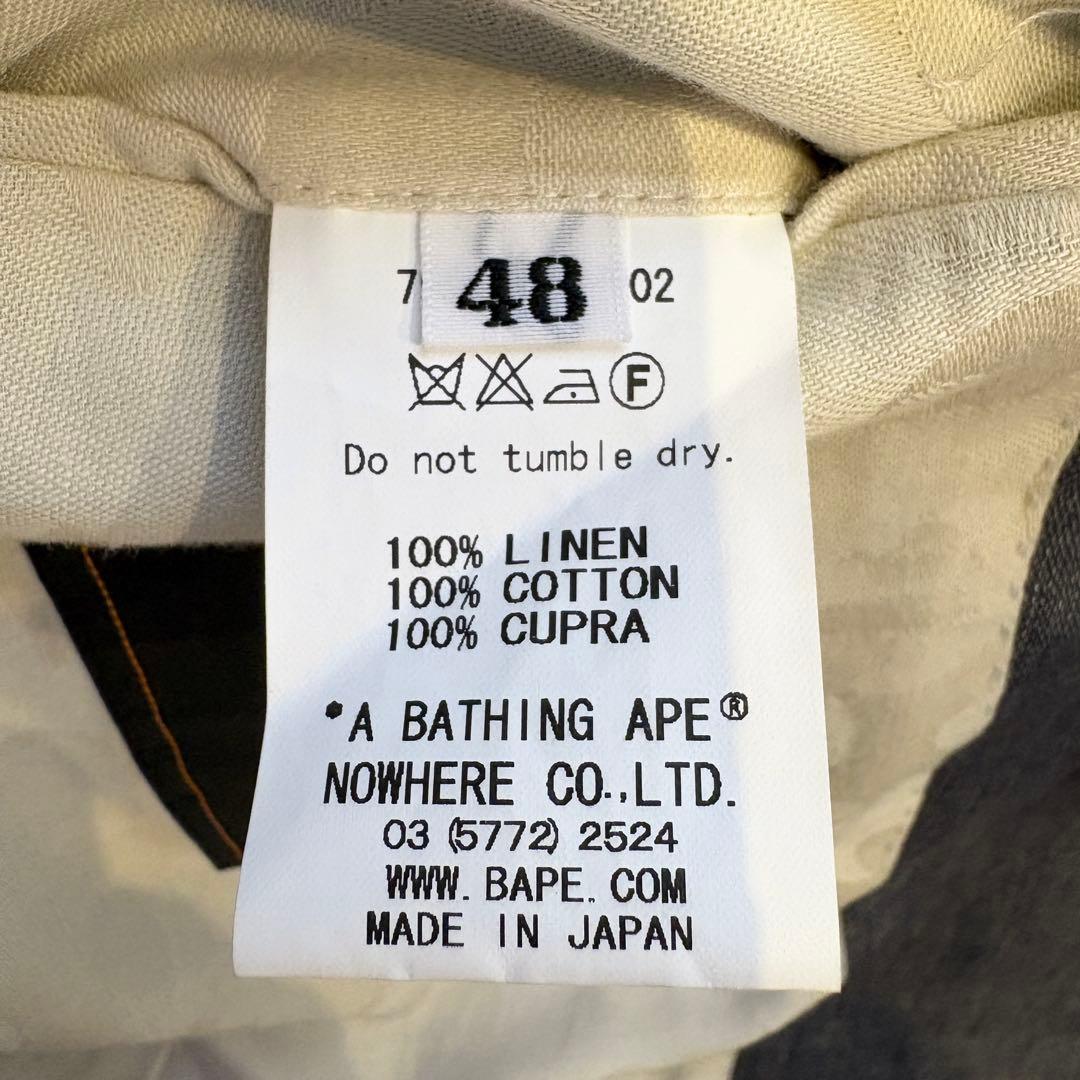 7 48 02
F
Do not tumble dry.
100% LINEN
100% COTTON
100% CUPRA
*A BATHING APE®
NOWHERE CO.,LTD.
03 (5772) 2524
WWW. BAPE. COM
MADE IN JAPAN